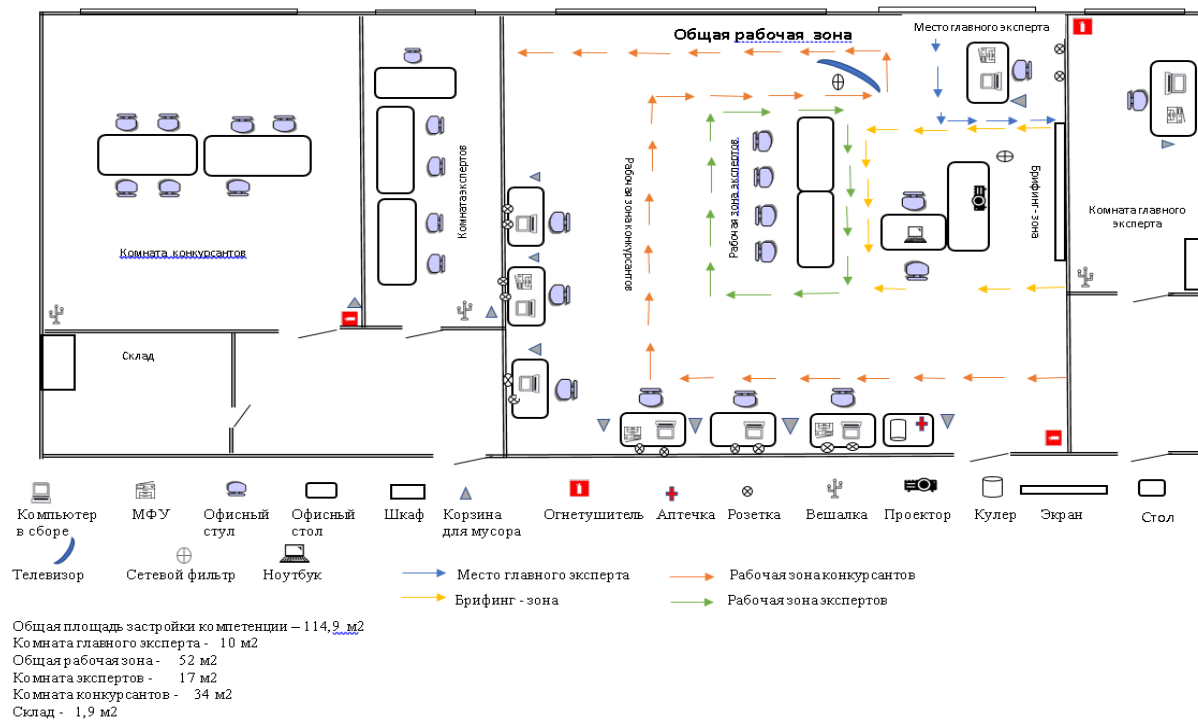 Общая рабочая зона
Место главного эксперта
Рабочая зона конкурсантов
Рабочая зона экспертов.
Брифинг - зона
Комната главного
эксперта
Комната экспертов
Комната конкурсантов
Склад
Компьютер
в сборе
МФУ
Офисный
стул
Офисный
стол
Шкаф
Корзина
для мусора
Огнетушитель
Аптечка
Розетка
Вешалка
Проектор
Кулер
Экран
Стол
Телевизор
Сетевой фильтр
Ноутбук
Место главного эксперта
Рабочая зона конкурсантов
Брифинг - зона
Рабочая зона экспертов
Общая площадь застройки компетенции – 114,9 м2
Комната главного эксперта - 10 м2
Общая рабочая зона - 52 м2
Комната экспертов - 17 м2
Комната конкурсантов - 34 м2
Склад - 1,9 м2